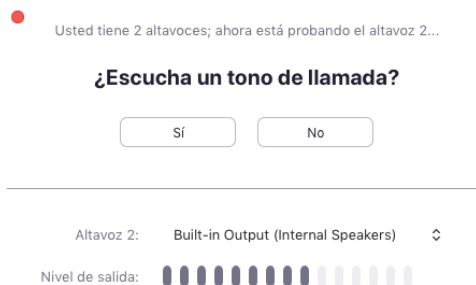 Usted tiene 2 altavoces; ahora está probando el altavoz 2...
¿Escucha un tono de llamada?
Sí
No
Altavoz 2:
Built-in Output (Internal Speakers)
Nivel de salida: